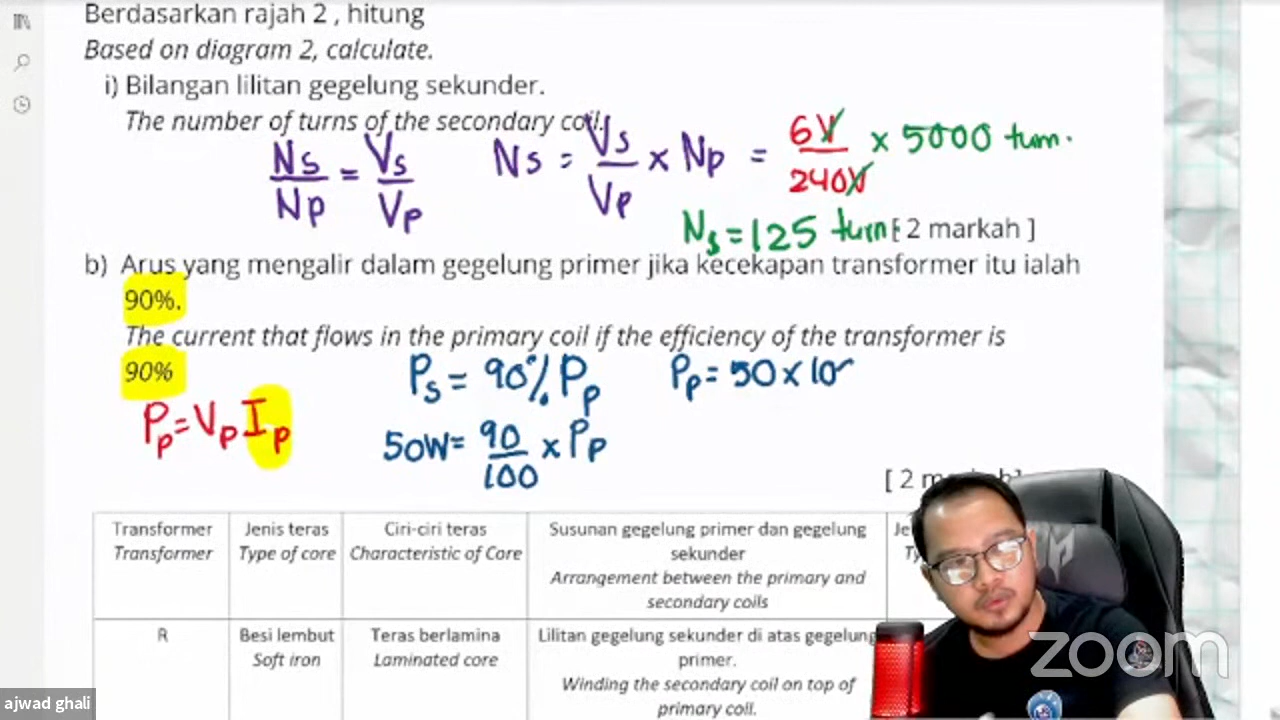 Berdasarkan rajah 2 , hitung
Based on diagram 2, calculate.
i) Bilangan lilitan gegelung sekunder.
The number of turns of the secondary coil.
Ns/Np = Vs/Vp
Ns = Vs/Vp × Np = 6V/240V × 5000 turn.
Ns = 125 turn [ 2 markah ]
b) Arus yang mengalir dalam gegelung primer jika kecekapan transformer itu ialah
90%.
The current that flows in the primary coil if the efficiency of the transformer is
90%
Ps = 90% Pp
Pp = 50 × 10
Pp = Vp Ip
50W = 90/100 × Pp
[ 2
Transformer
Transformer
Jenis teras
Type of core
Ciri-ciri teras
Characteristic of Core
Susunan gegelung primer dan gegelung
sekunder
Arrangement between the primary and
secondary coils
R
Besi lembut
Soft iron
Teras berlamina
Laminated core
Lilitan gegelung sekunder di atas gegelung
primer.
Winding the secondary coil on top of
primary coil.
zoom
ajwad ghali